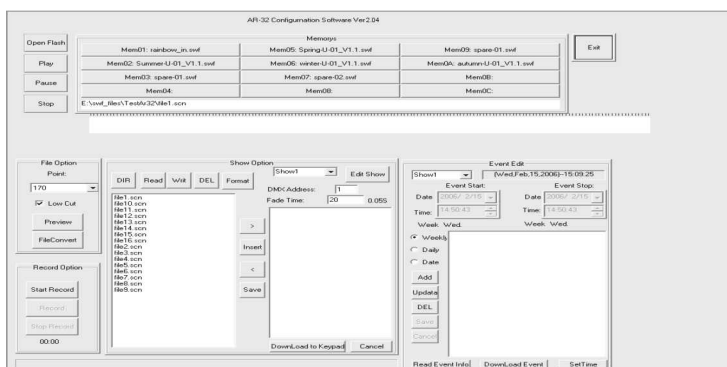 AR-32 Configurnation Software Ver2.04
Open Flash
Play
Pause
Stop
Memorys
Mem01: rainbow_in.swf
Mem05: Spring-U-01_V1.1.swf
Mem09: spare-01.swf
Mem02: Summer-U-01_V1.1.swf
Mem06: winter-U-01_V1.1.swf
Mem0A: autumn-U-01_V1.1.swf
Mem03: spare-01.swf
Mem07: spare-02.swf
Mem0B:
Mem04:
Mem08:
Mem0C:
Exit
File Option
Point:
170
Low Cut
Preview
FileConvert
Record Option
Start Record
Record
Stop Record
00:00
Show Option
DIR
Read
Writ
DEL
Format
Show1
Edit Show
DMX Address:
1
Fade Time:
20
0.05S
file1.scn
file10.scn
file11.scn
file12.scn
file13.scn
file14.scn
file15.scn
file16.scn
file2.scn
file3.scn
file4.scn
file5.scn
file6.scn
file7.scn
file8.scn
file9.scn
>
Insert
<
Save
DownLoad to Keypad
Cancel
Event Edit
Show1
(Wed,Feb,15,2006)--15:09:25
Event Start:
Event Stop:
Date
2006/ 2/15
Date
2006/ 2/15
Time:
14:50:43
Time:
14:50:43
Week Wed.
Week Wed.
Weekly
Daily
Date
Add
Updata
DEL
Save
Cancel
Read Event Info
DownLoad Event
SetTime